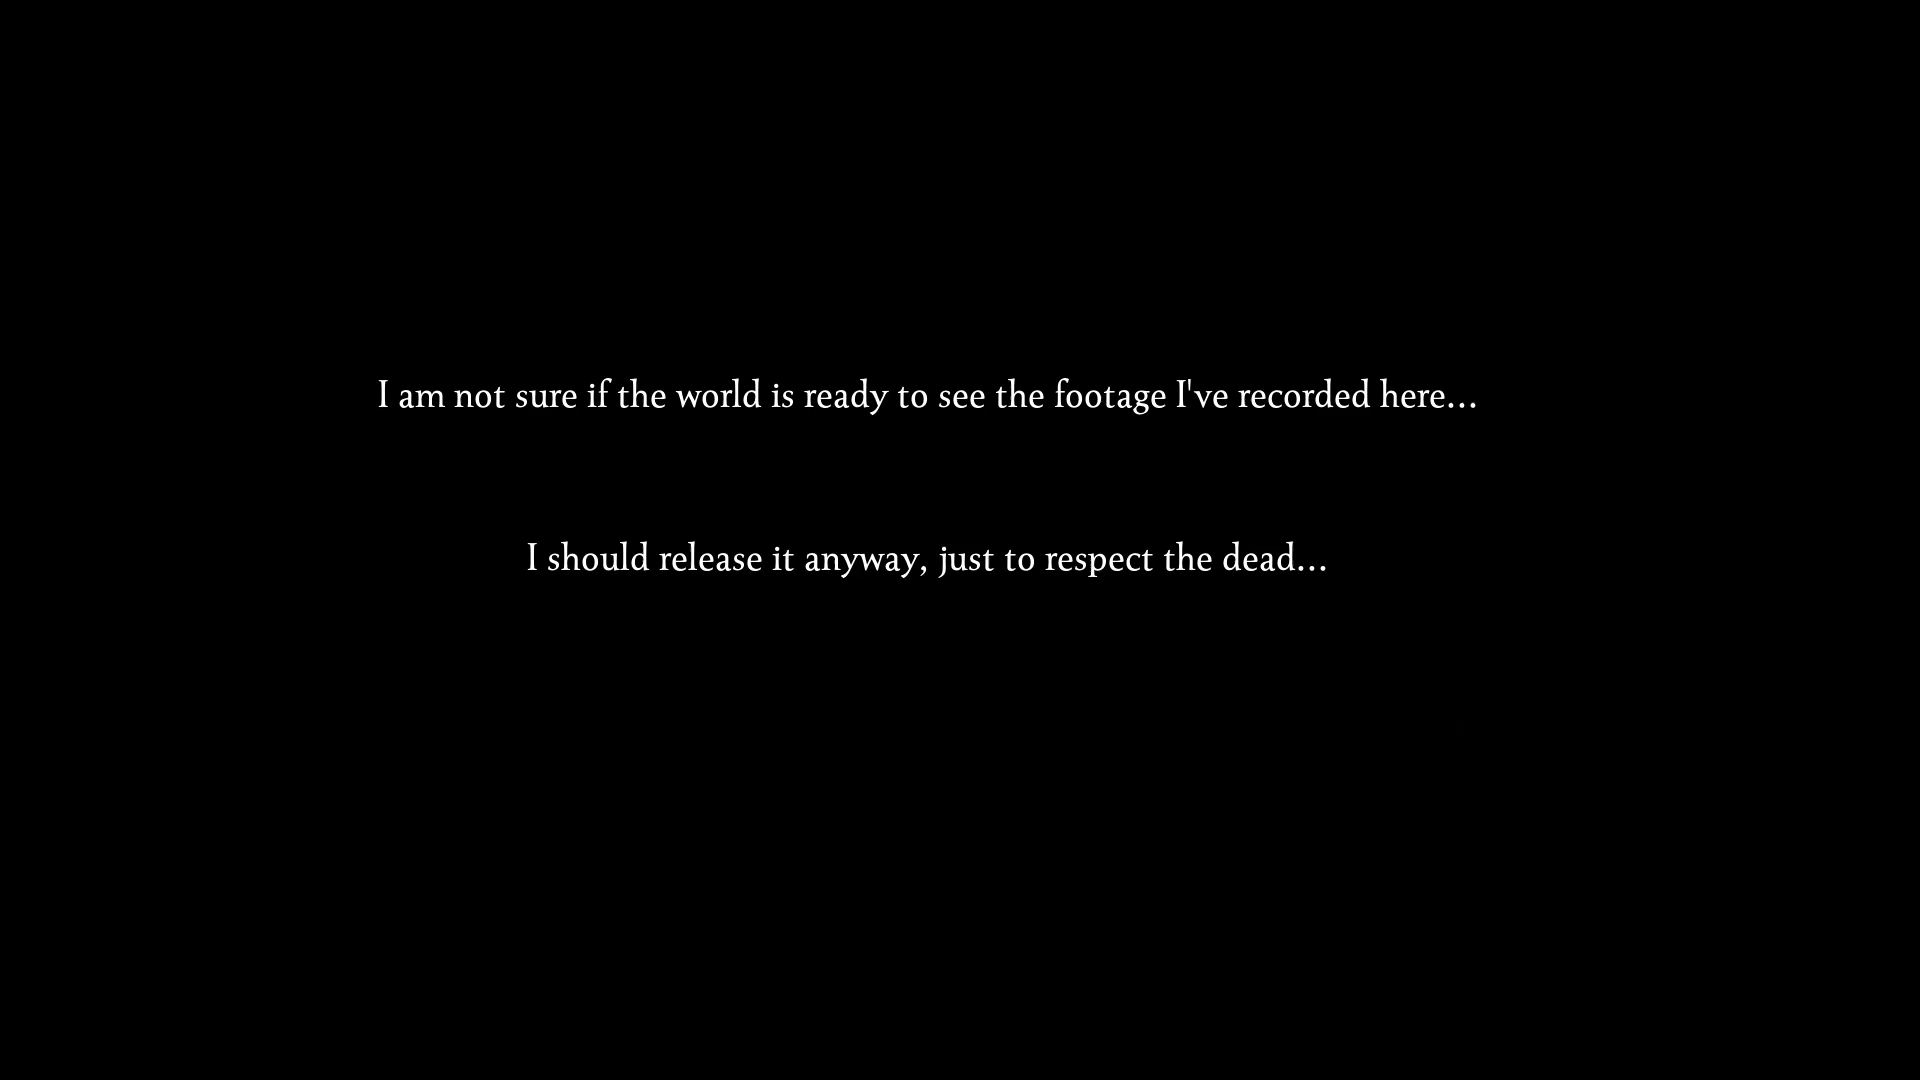 I am not sure if the world is ready to see the footage I've recorded here...
I should release it anyway, just to respect the dead...